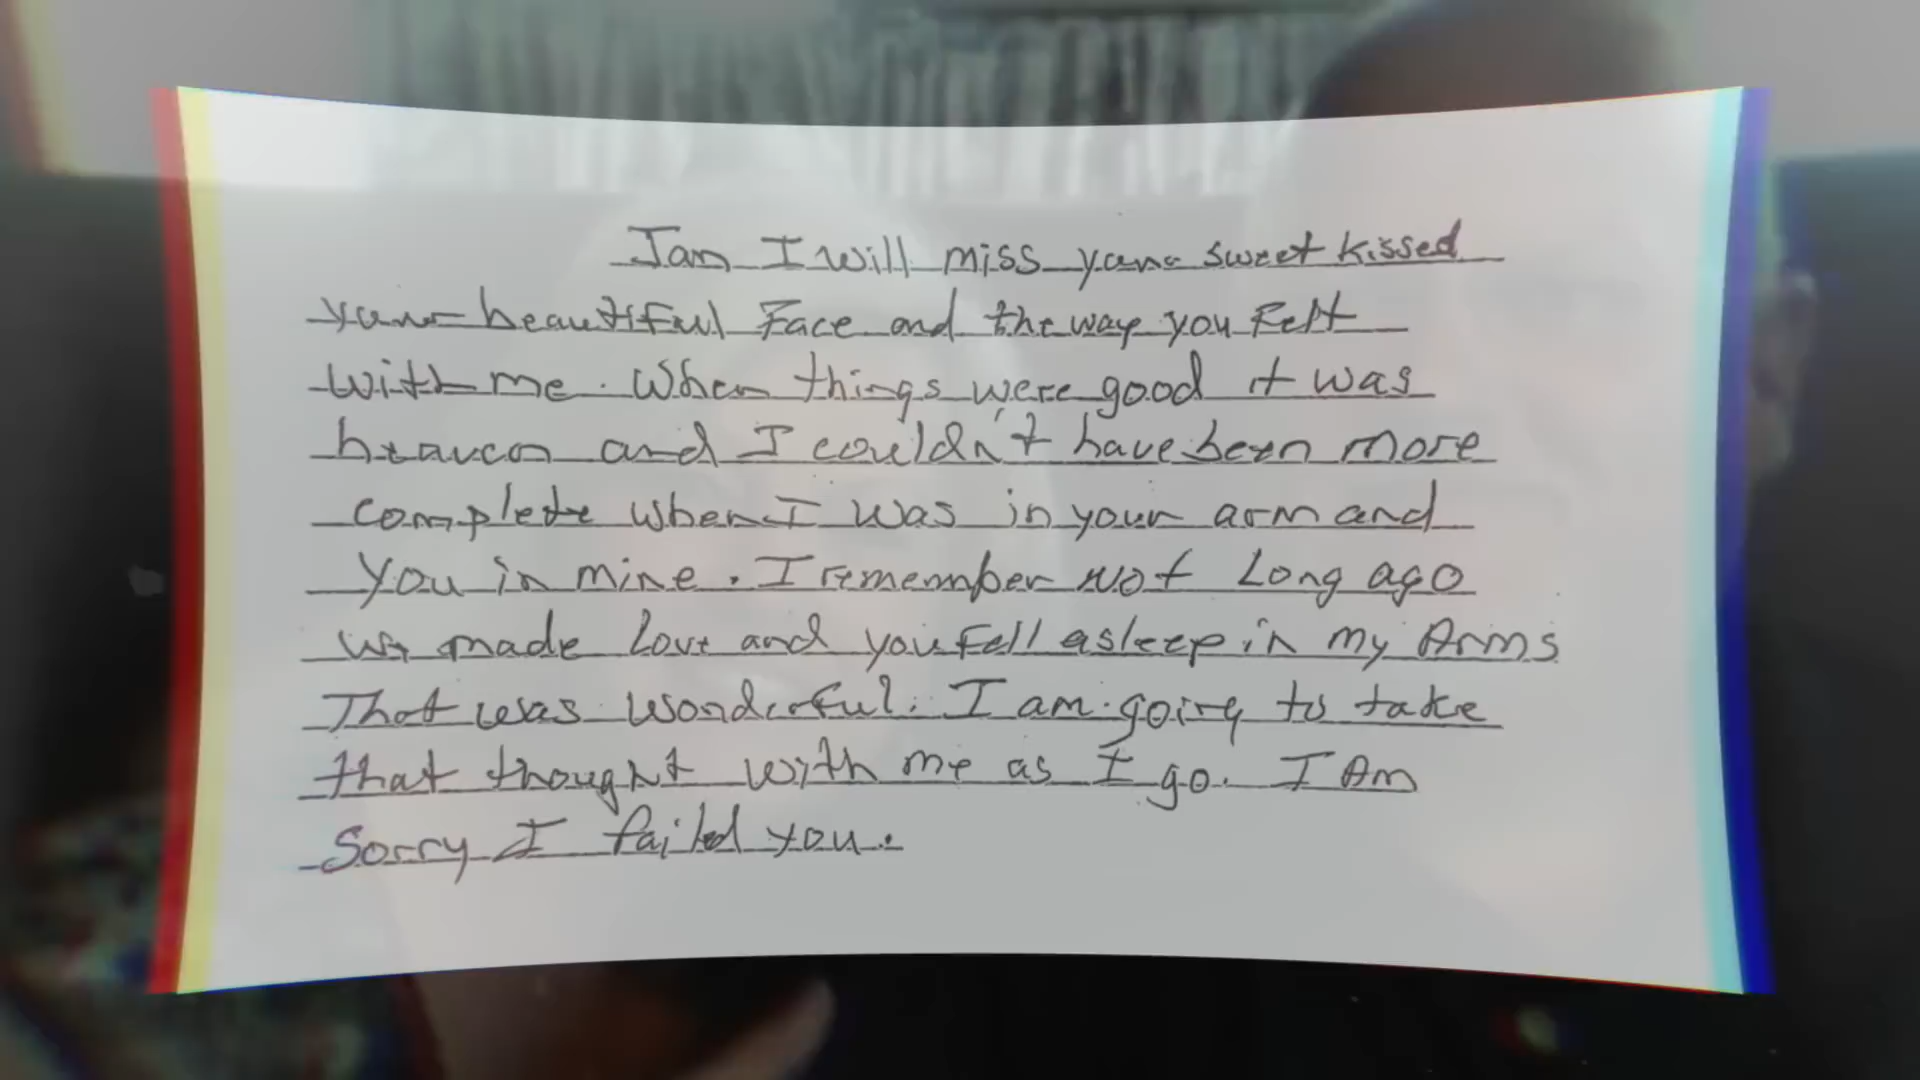 Jan I will miss your sweet kissed
your beautiful Face and the way you Felt
with me. When things were good it was
heaven and I couldn't have been more
complete when I was in your arm and
you in mine. I remember not Long ago
we made Love and you Fell asleep in my Arms
That was wonderful. I am going to take
that thought with me as I go. I Am
Sorry I failed you.